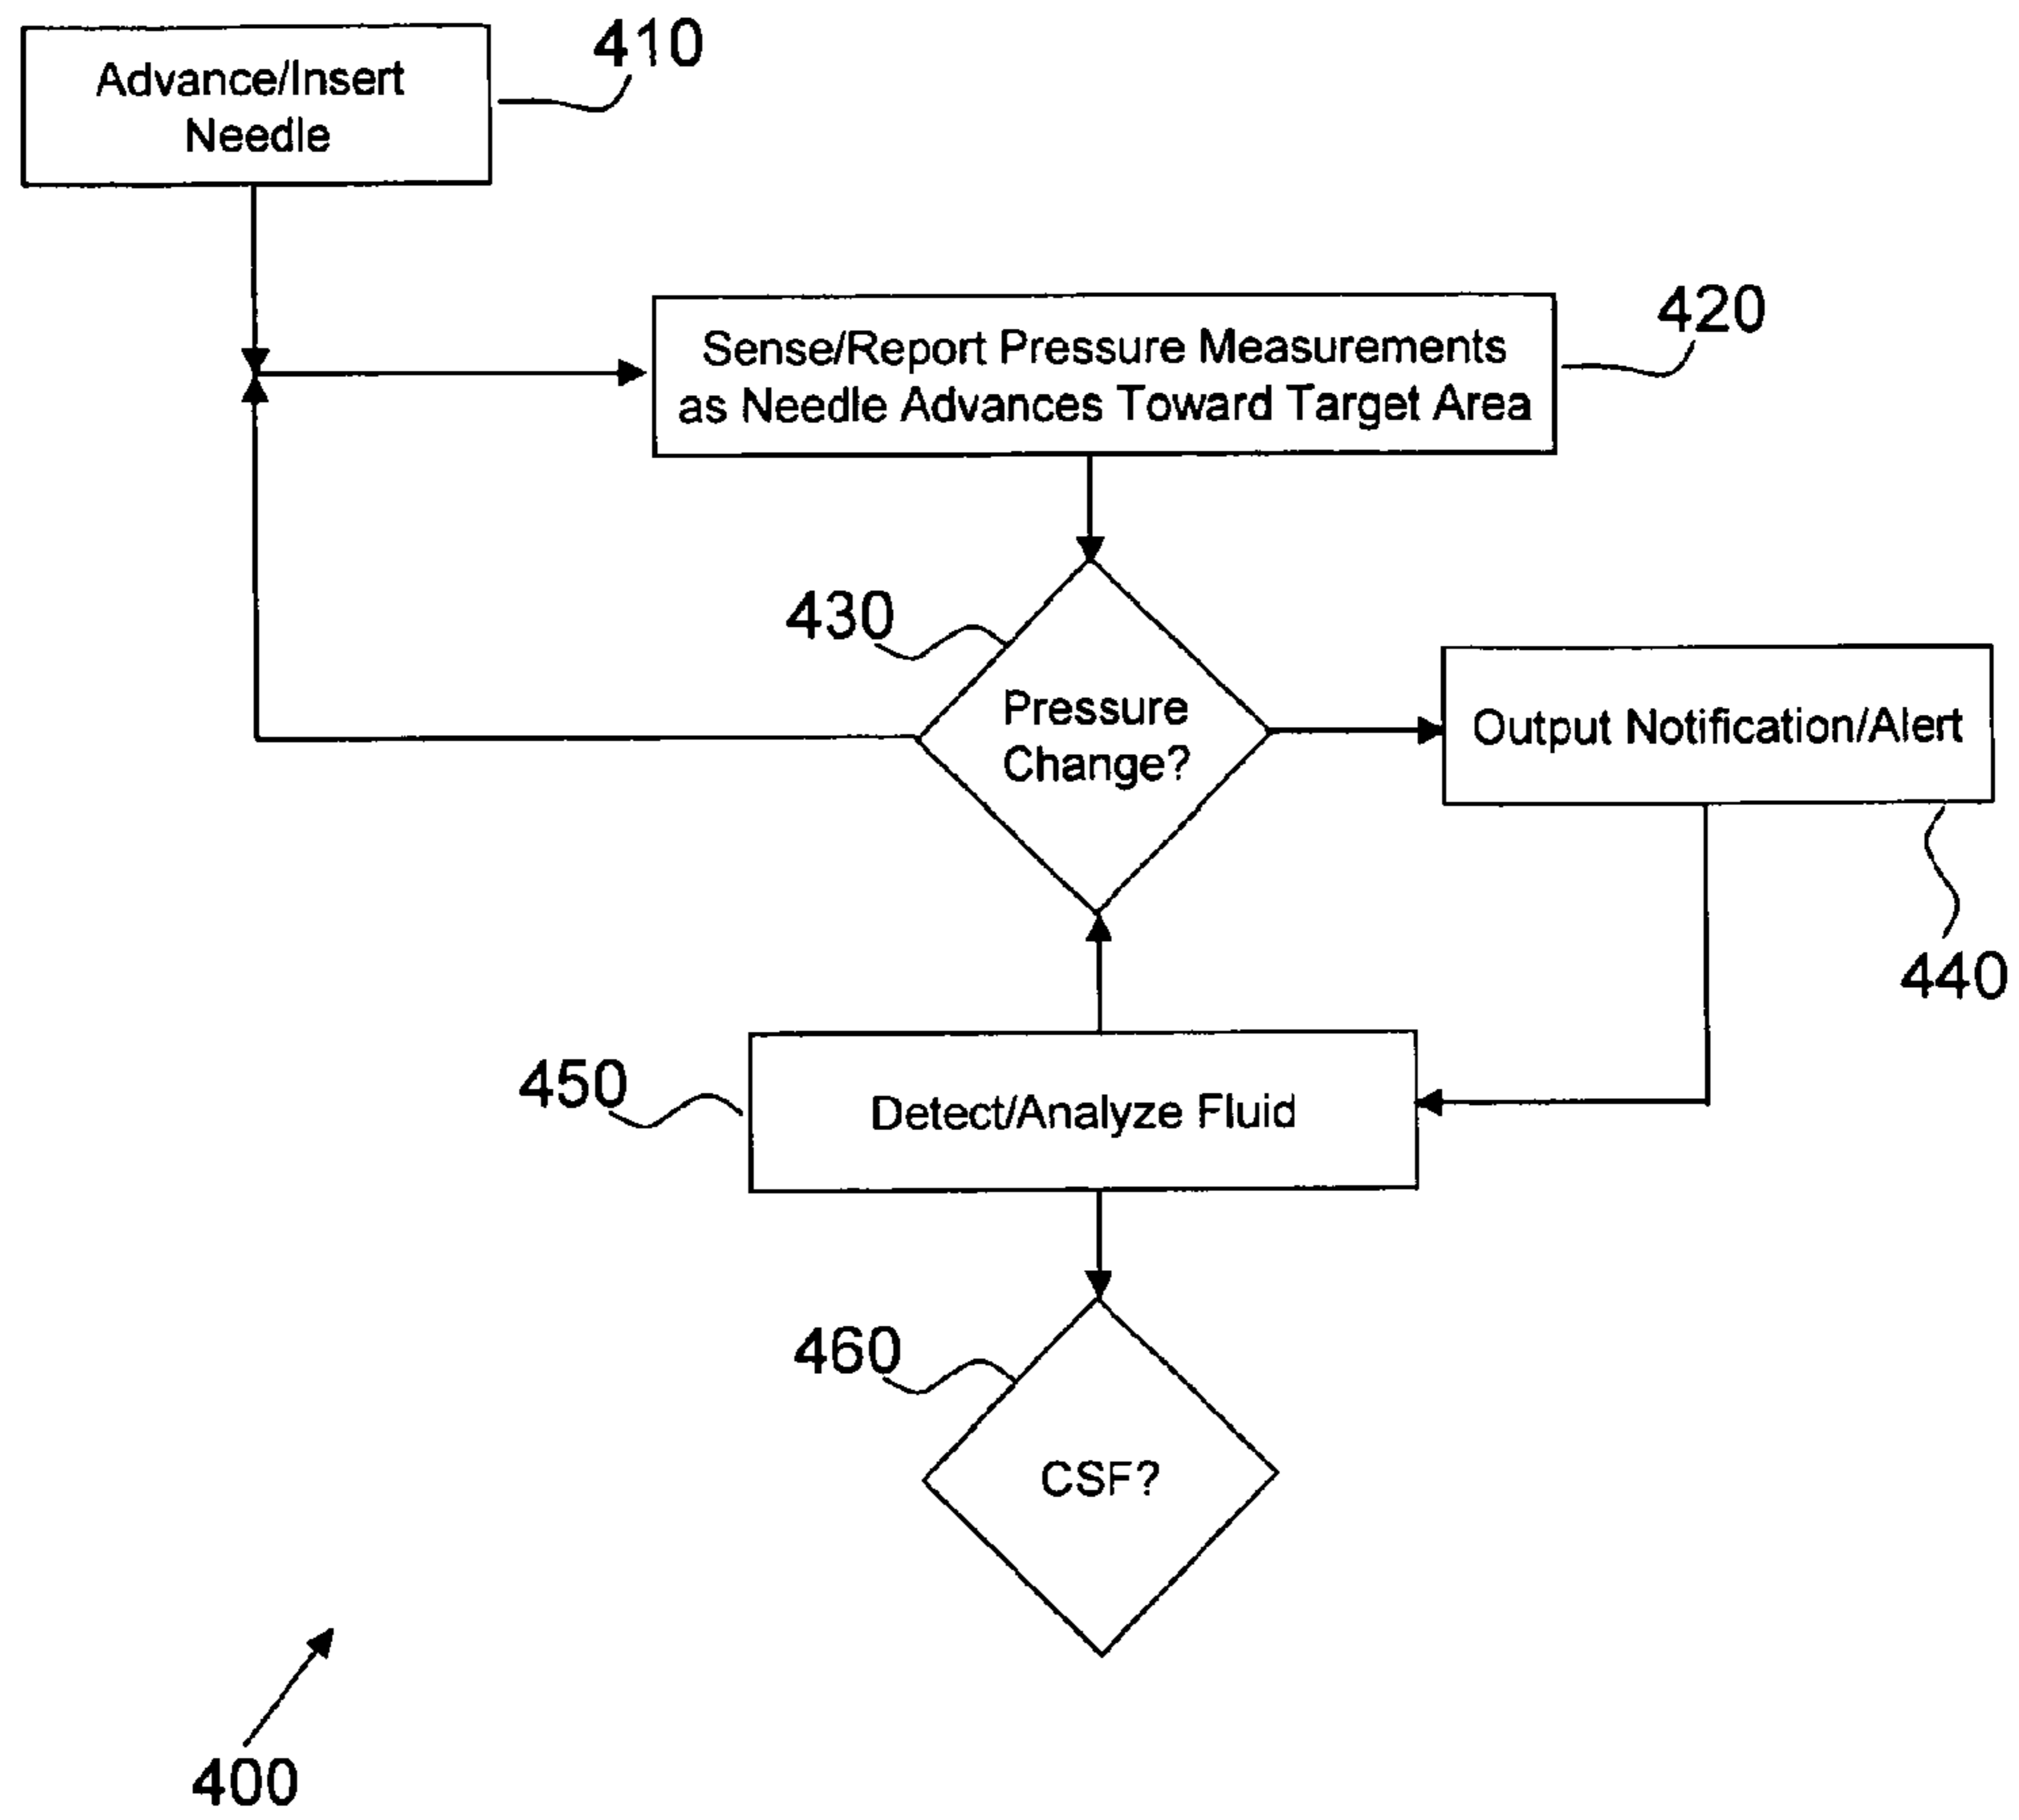 Advance/Insert
Needle
410
Sense/Report Pressure Measurements
as Needle Advances Toward Target Area
420
430
Pressure
Change?
Output Notification/Alert
440
450
Detect/Analyze Fluid
460
CSF?
400